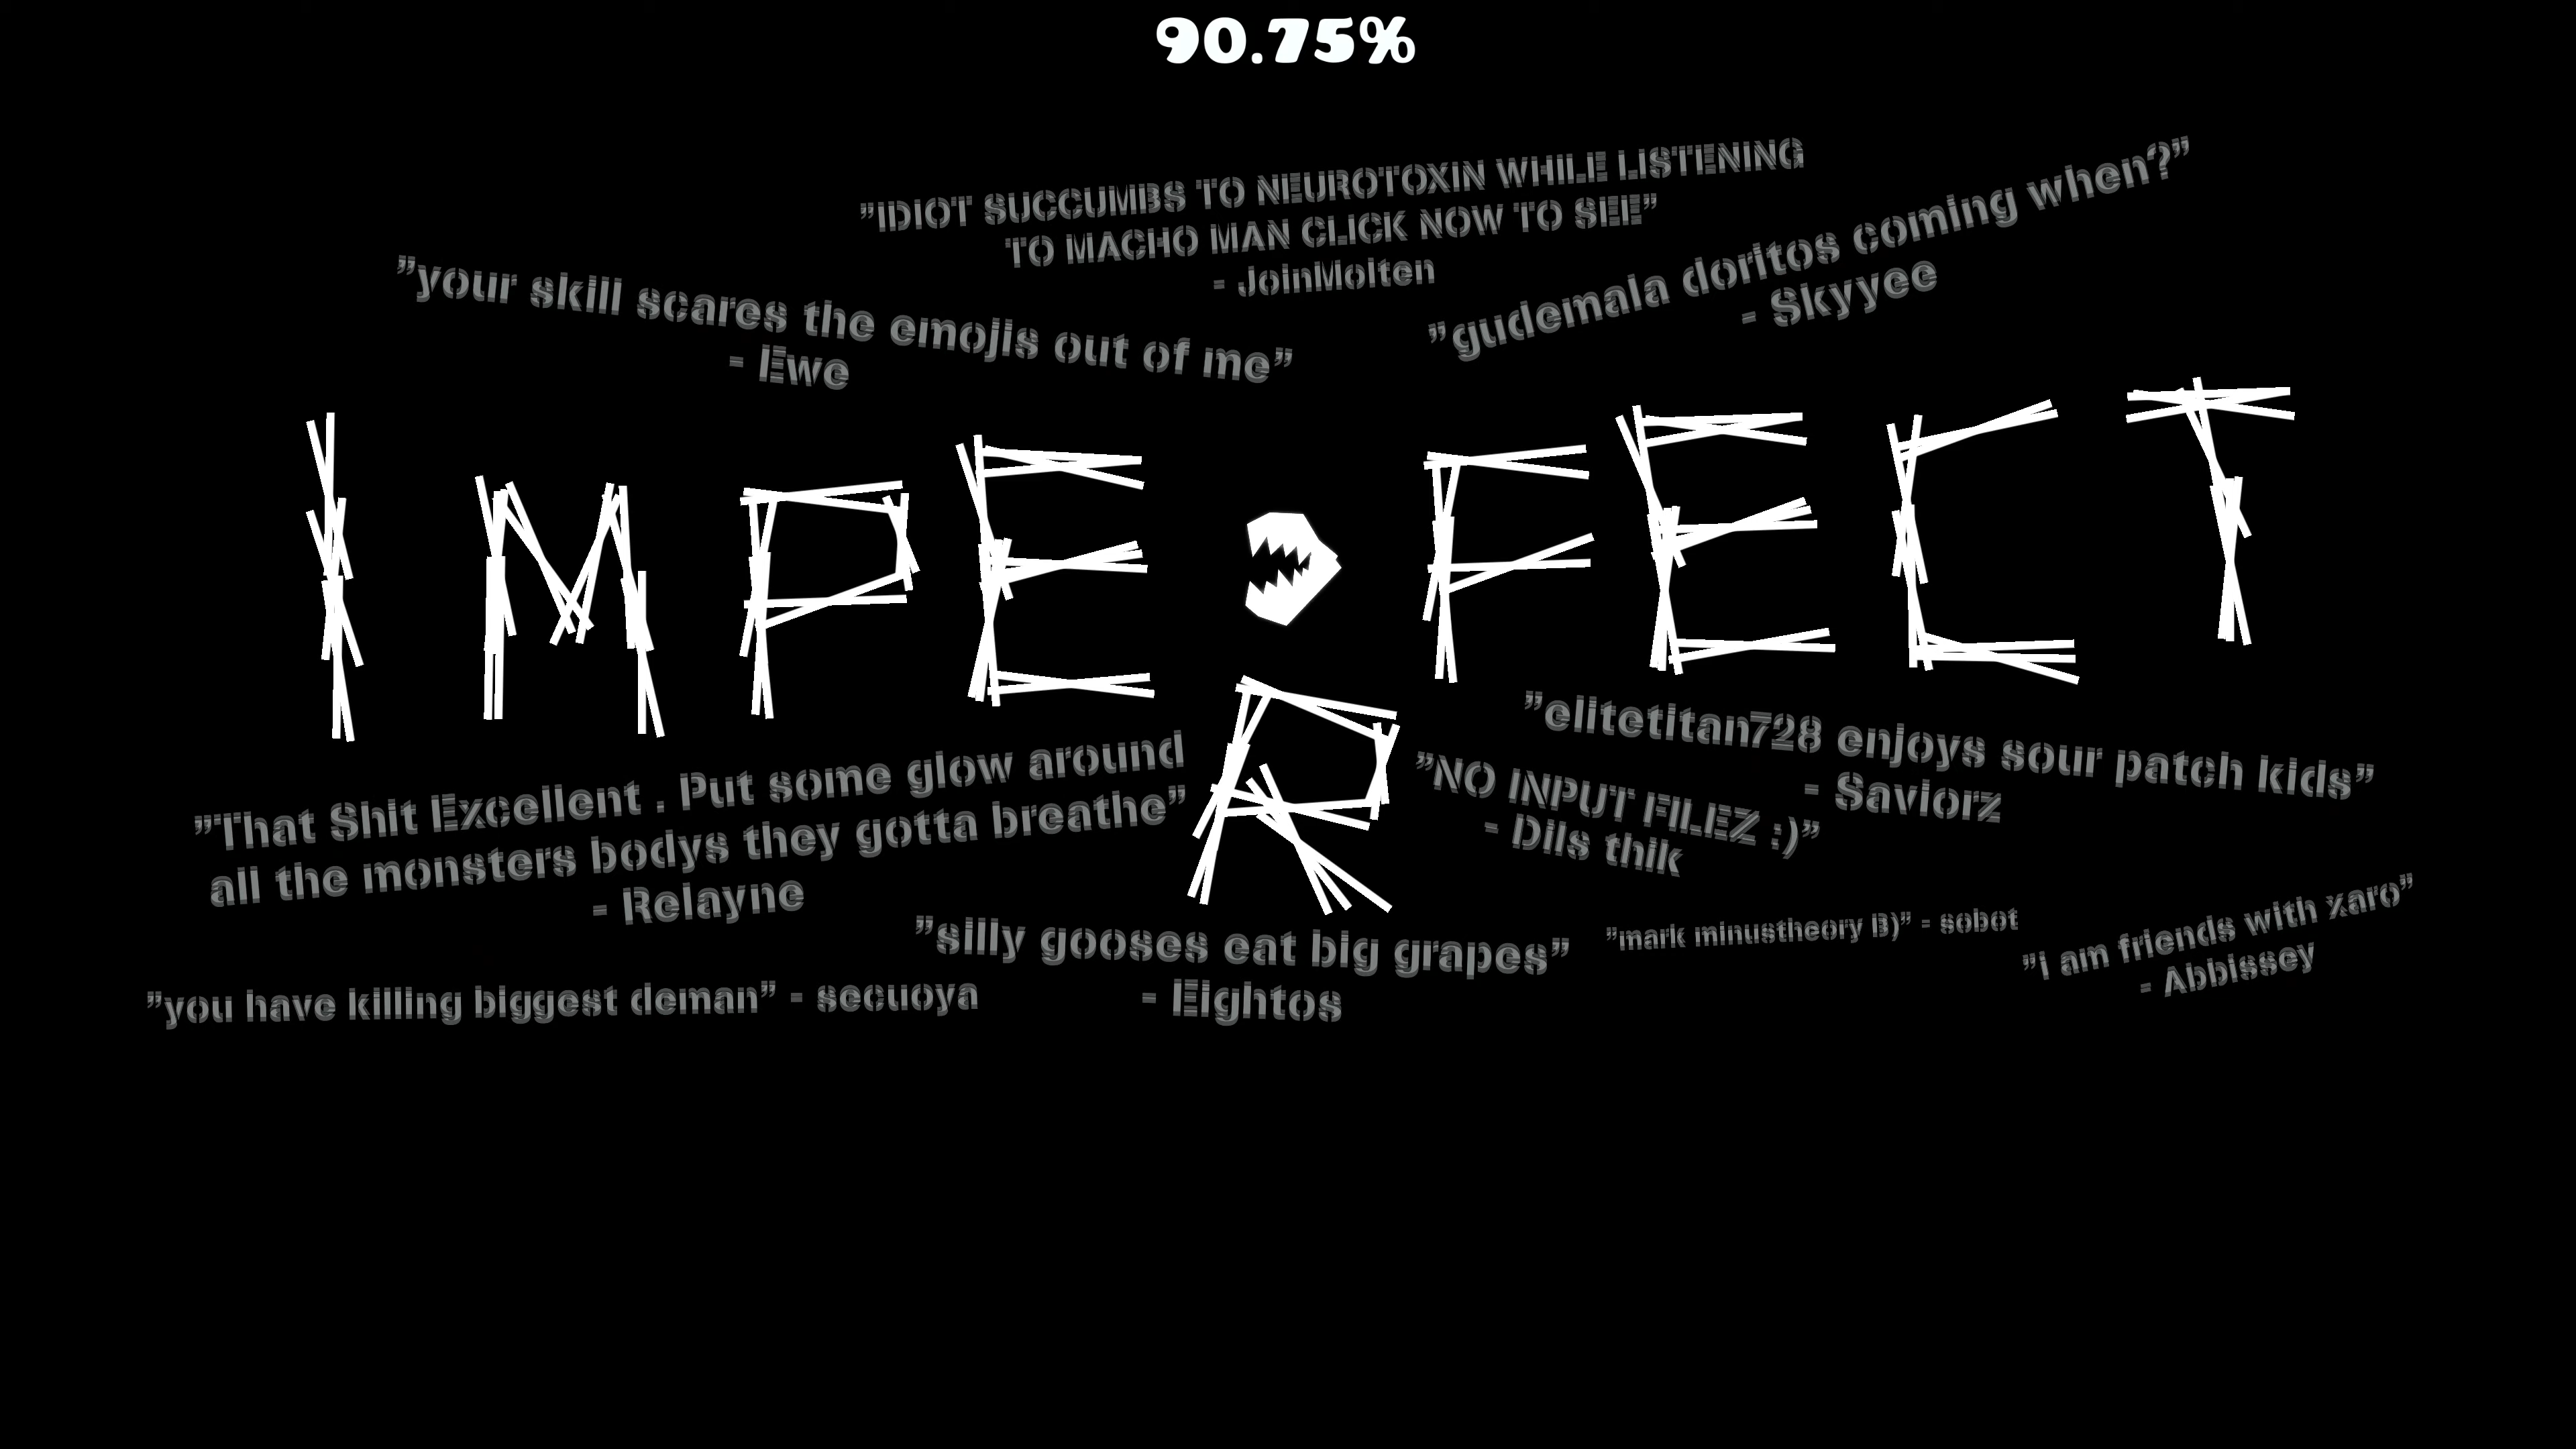 90.75%
”IDIOT SUCCUMBS TO NEUROTOXIN WHILE LISTENING
TO MACHO MAN CLICK NOW TO SEE”
- JoinMolten
”gudemala doritos coming when?”
- Skyyee
”your skill scares the emojis out of me”
- Ewe
IMPE FECT
R
”elitetitan728 enjoys sour patch kids”
- Saviorz
”NO INPUT FILEZ :)”
- Dils thik
”That Shit Excellent . Put some glow around
all the monsters bodys they gotta breathe”
- Relayne
”silly gooses eat big grapes”
- Eightos
”mark minustheory B)” - sobot
”i am friends with xaro”
- Abbissey
”you have killing biggest deman” - secuoya